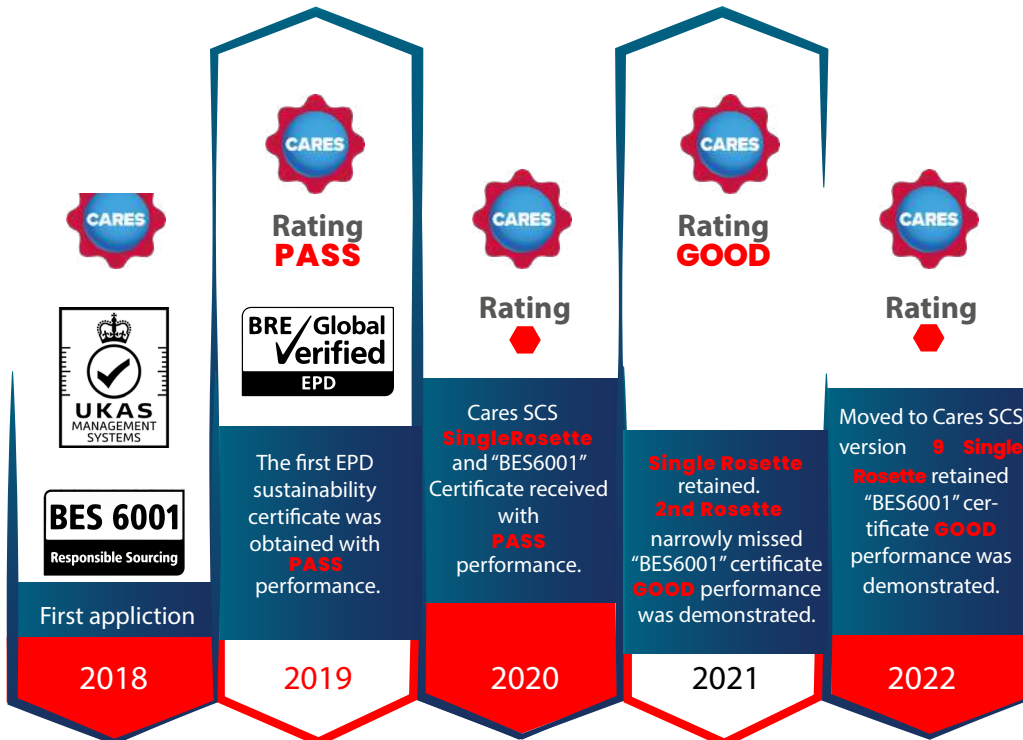 CARES
UKAS
MANAGEMENT
SYSTEMS
BES 6001
Responsible Sourcing
First appliction
2018
CARES
Rating
PASS
BRE/Global
Verified
EPD
The first EPD
sustainability
certificate was
obtained with
PASS
performance.
2019
CARES
Rating
Cares SCS
SingleRosette
and “BES6001”
Certificate received
with
PASS
performance.
2020
CARES
Rating
GOOD
Single Rosette
retained.
2nd Rosette
narrowly missed
“BES6001” certificate
GOOD performance
was demonstrated.
2021
CARES
Rating
Moved to Cares SCS
version 9 Single
Rosette retained
“BES6001” cer-
tificate GOOD
performance was
demonstrated.
2022